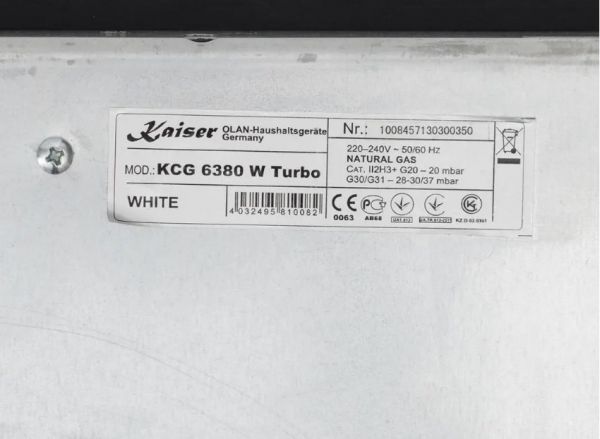 Kaiser OLAN-Haushaltsgeräte
Germany
Nr.: 1008457130300350
MOD.: KCG 6380 W Turbo
220–240V ~ 50/60 Hz
NATURAL GAS
CAT. II2H3+ G20 – 20 mbar
G30/G31 – 28-30/37 mbar
WHITE
4 032495 810082
CE
0063
АВ68